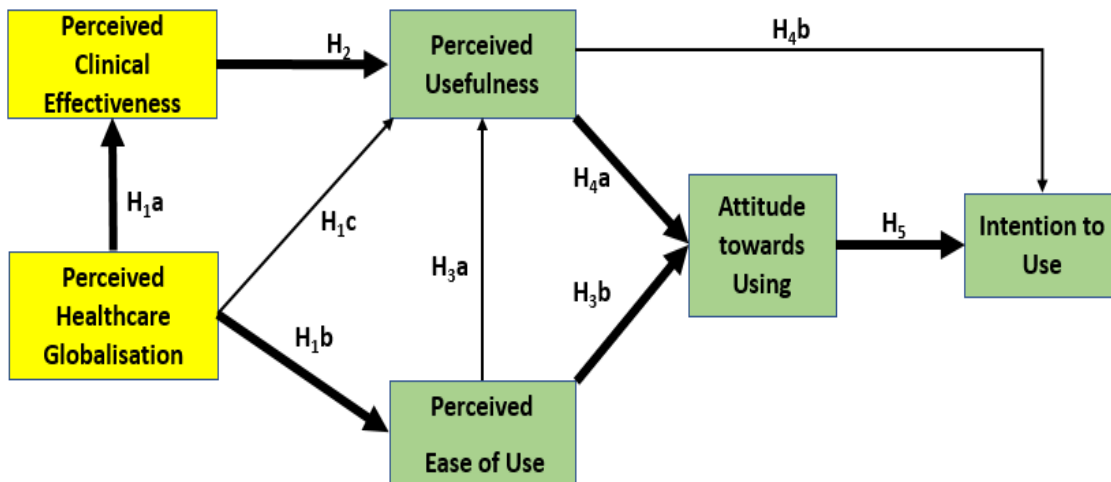 Perceived
Clinical
Effectiveness
H₂
Perceived
Usefulness
H₄b
H₁a
H₁c
H₃a
H₄a
Attitude
towards
Using
H₅
Intention to
Use
Perceived
Healthcare
Globalisation
H₁b
H₃b
Perceived
Ease of Use